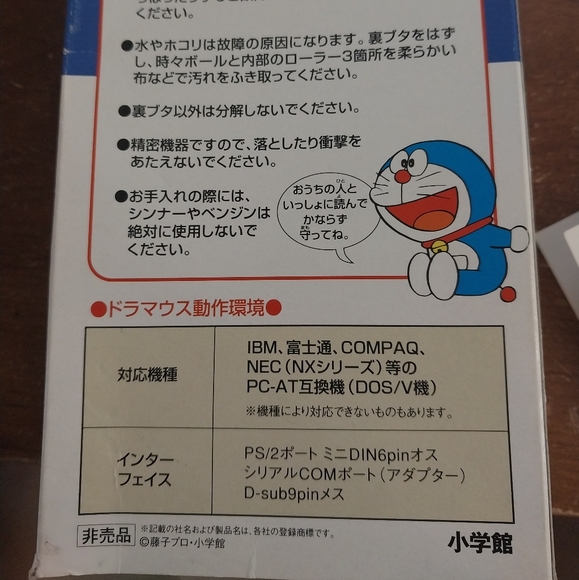 ください。
●水やホコリは故障の原因になります。裏ブタをはず
し、時々ボールと内部のローラー3箇所を柔らかい
布などで汚れをふき取ってください。
●裏ブタ以外は分解しないでください。
●精密機器ですので、落としたり衝撃を
あたえないでください。
●お手入れの際には、
シンナーやベンジンは
絶対に使用しないで
ください。
おうちの人と
いっしょに読んで
かならず
守ってね。
●ドラマウス動作環境●
対応機種
IBM、富士通、COMPAQ、
NEC(NXシリーズ)等の
PC-AT互換機(DOS/V機)
※機種により対応できないものもあります。
インター
フェイス
PS/2ポート ミニDIN6pinオス
シリアルCOMポート(アダプター)
D-sub9pinメス
非売品
※記載の社名および製品名は、各社の登録商標です。
©藤子プロ・小学館
小学館